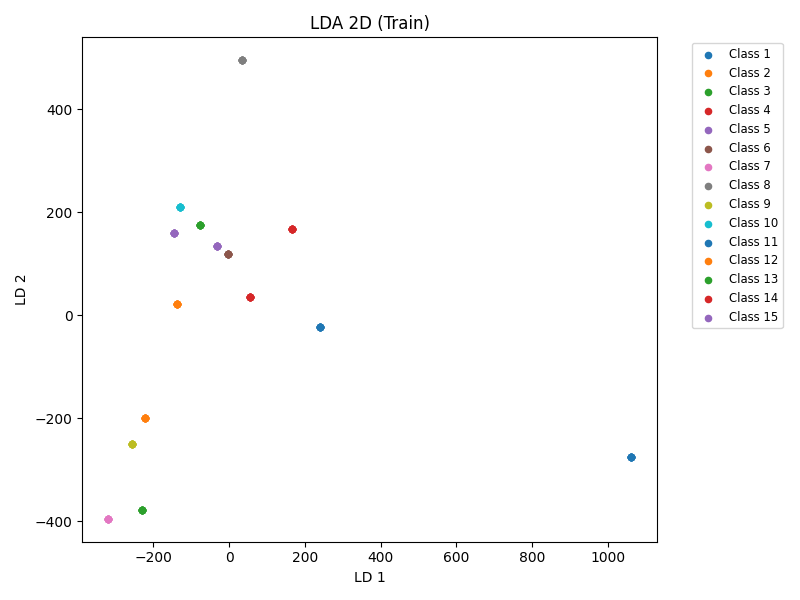 LDA 2D (Train)
LD 2
400
200
0
−200
−400
−200
0
200
400
600
800
1000
LD 1
Class 1
Class 2
Class 3
Class 4
Class 5
Class 6
Class 7
Class 8
Class 9
Class 10
Class 11
Class 12
Class 13
Class 14
Class 15